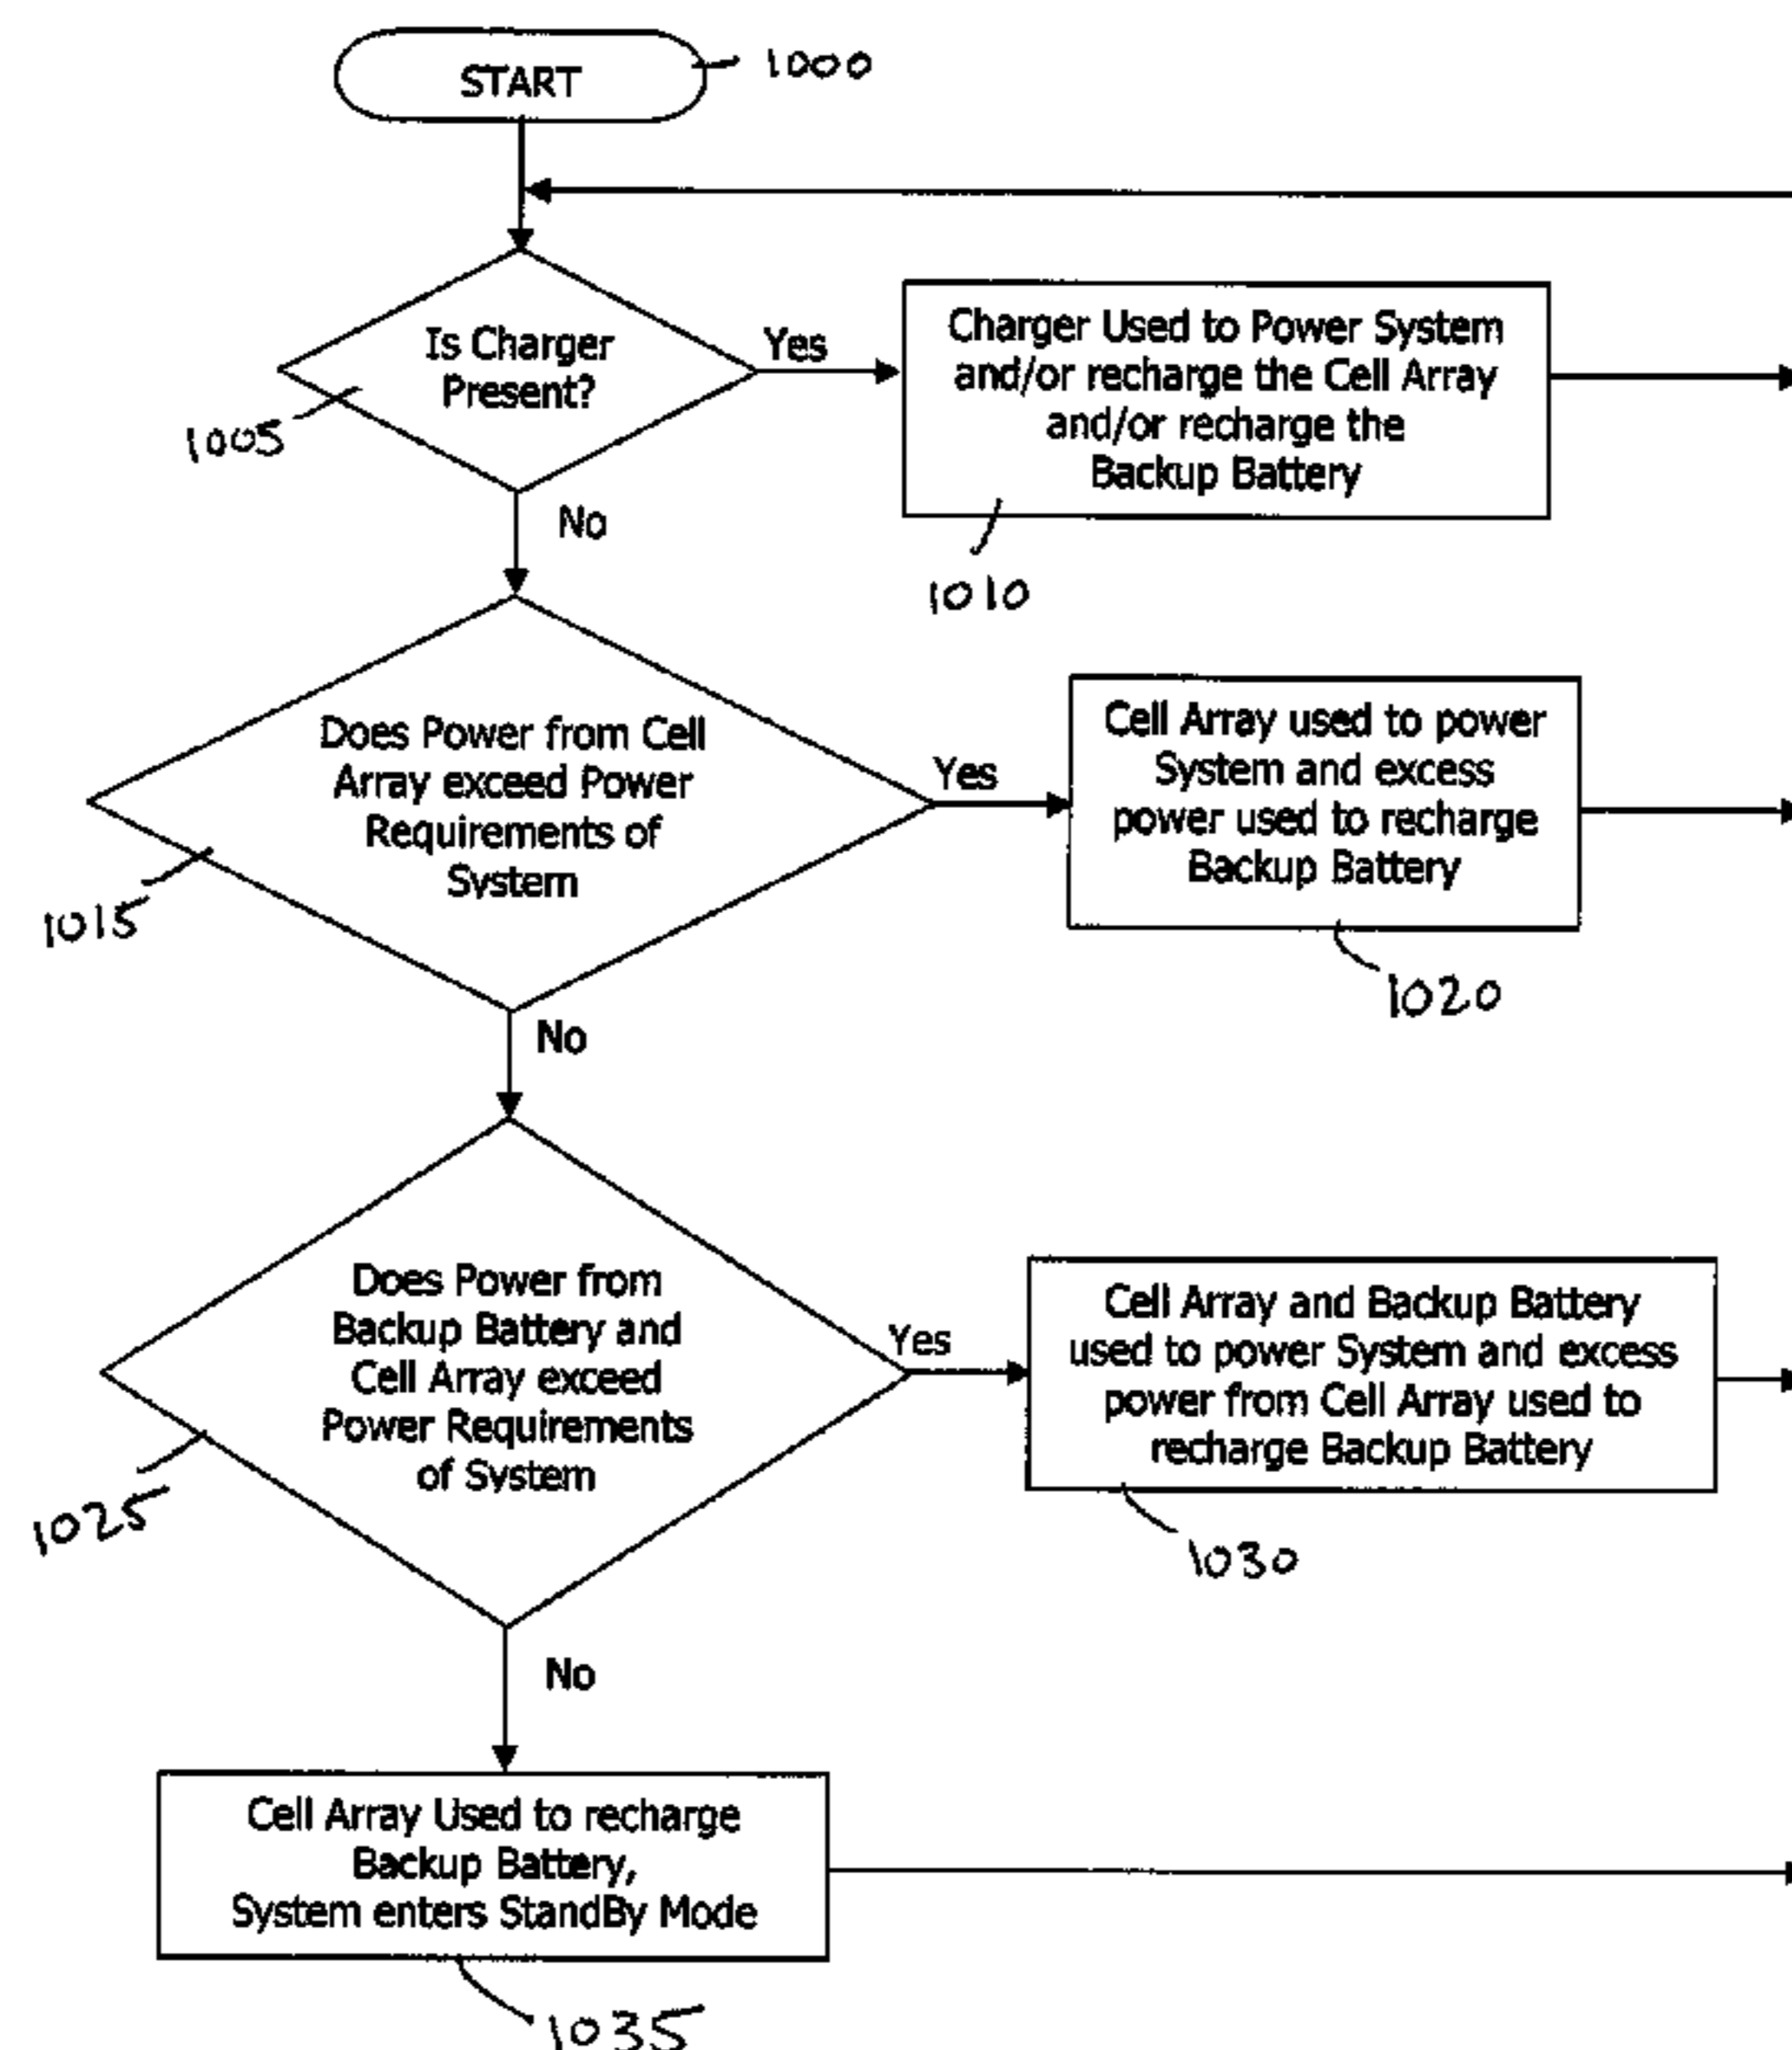 START
1000
Is Charger
Present?
1005
Yes
Charger Used to Power System
and/or recharge the Cell Array
and/or recharge the
Backup Battery
1010
No
Does Power from Cell
Array exceed Power
Requirements of
System
1015
Yes
Cell Array used to power
System and excess
power used to recharge
Backup Battery
1020
No
Does Power from
Backup Battery and
Cell Array exceed
Power Requirements
of System
1025
Yes
Cell Array and Backup Battery
used to power System and excess
power from Cell Array used to
recharge Backup Battery
1030
No
Cell Array Used to recharge
Backup Battery,
System enters StandBy Mode
1035